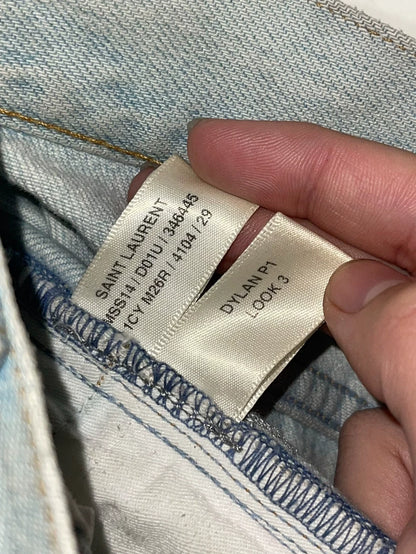 SAINT LAURENT
MSS14 / D01U / 346445
1CY M26R / 4104 / 29
DYLAN P1
LOOK 3